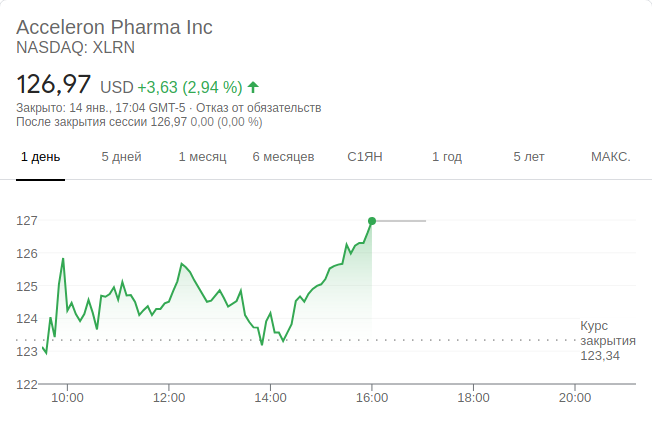 Acceleron Pharma Inc
NASDAQ: XLRN
126,97 USD +3,63 (2,94 %)
Закрыто: 14 янв., 17:04 GMT-5 · Отказ от обязательств
После закрытия сессии 126,97 0,00 (0,00 %)
1 день 5 дней 1 месяц 6 месяцев С1ЯН 1 год 5 лет МАКС.
127
126
125
124
123
122
Курс
закрытия
123,34
10:00 12:00 14:00 16:00 18:00 20:00